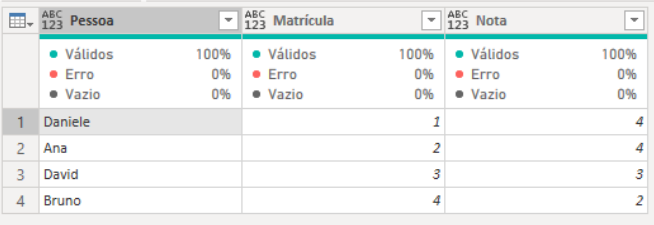 ABC 123 Pessoa ABC 123 Matrícula ABC 123 Nota
Válidos 100% Válidos 100% Válidos 100%
Erro 0% Erro 0% Erro 0%
Vazio 0% Vazio 0% Vazio 0%
1 Daniele 1 4
2 Ana 2 4
3 David 3 3
4 Bruno 4 2